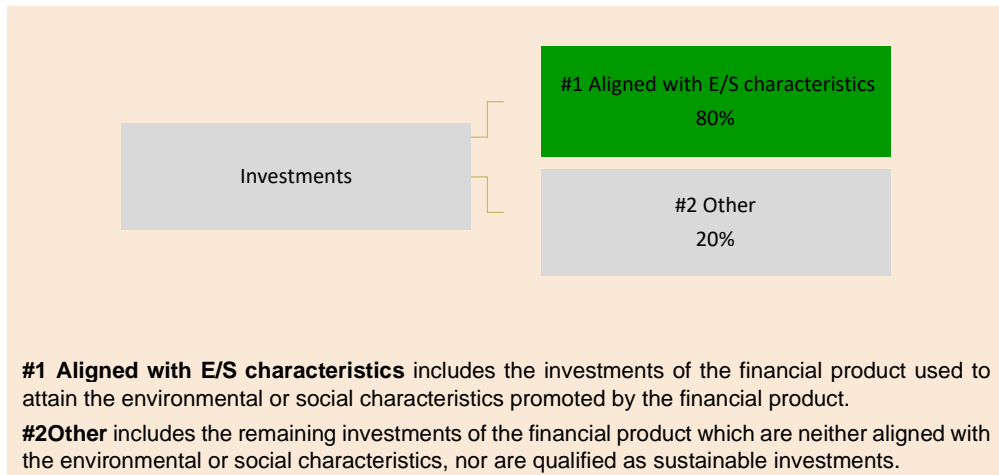 #1 Aligned with E/S characteristics
80%
Investments
#2 Other
20%
#1 Aligned with E/S characteristics includes the investments of the financial product used to
attain the environmental or social characteristics promoted by the financial product.
#2Other includes the remaining investments of the financial product which are neither aligned with
the environmental or social characteristics, nor are qualified as sustainable investments.